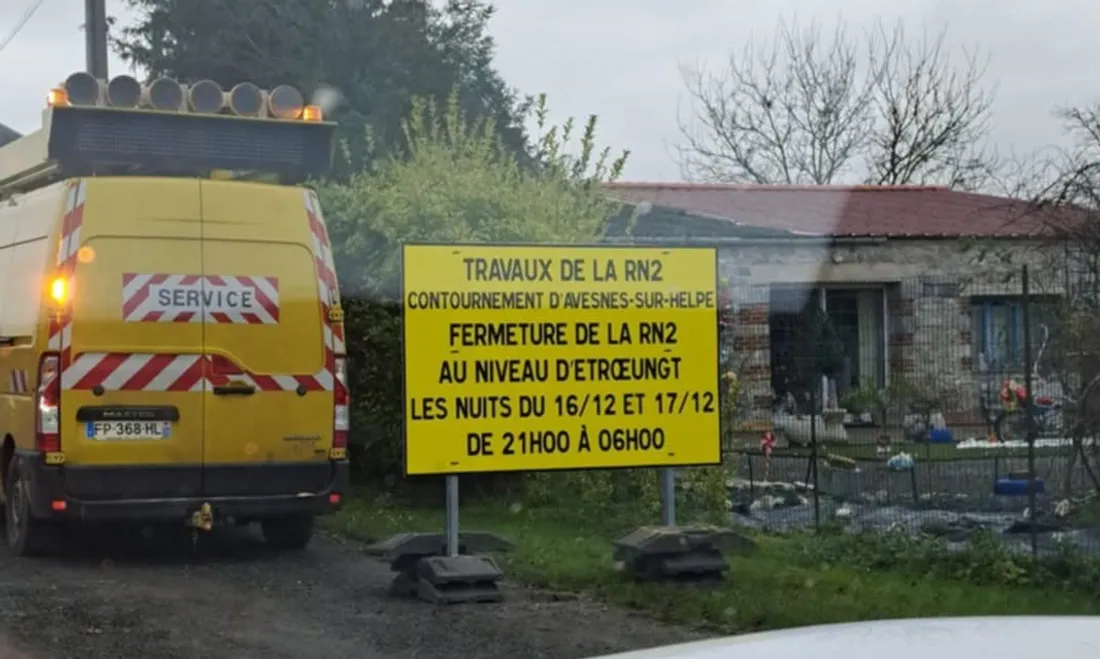 SERVICE
MASTER
FP-368-HL
TRAVAUX DE LA RN2
CONTOURNEMENT D'AVESNES-SUR-HELPE
FERMETURE DE LA RN2
AU NIVEAU D'ETRŒUNGT
LES NUITS DU 16/12 ET 17/12
DE 21H00 À 06H00